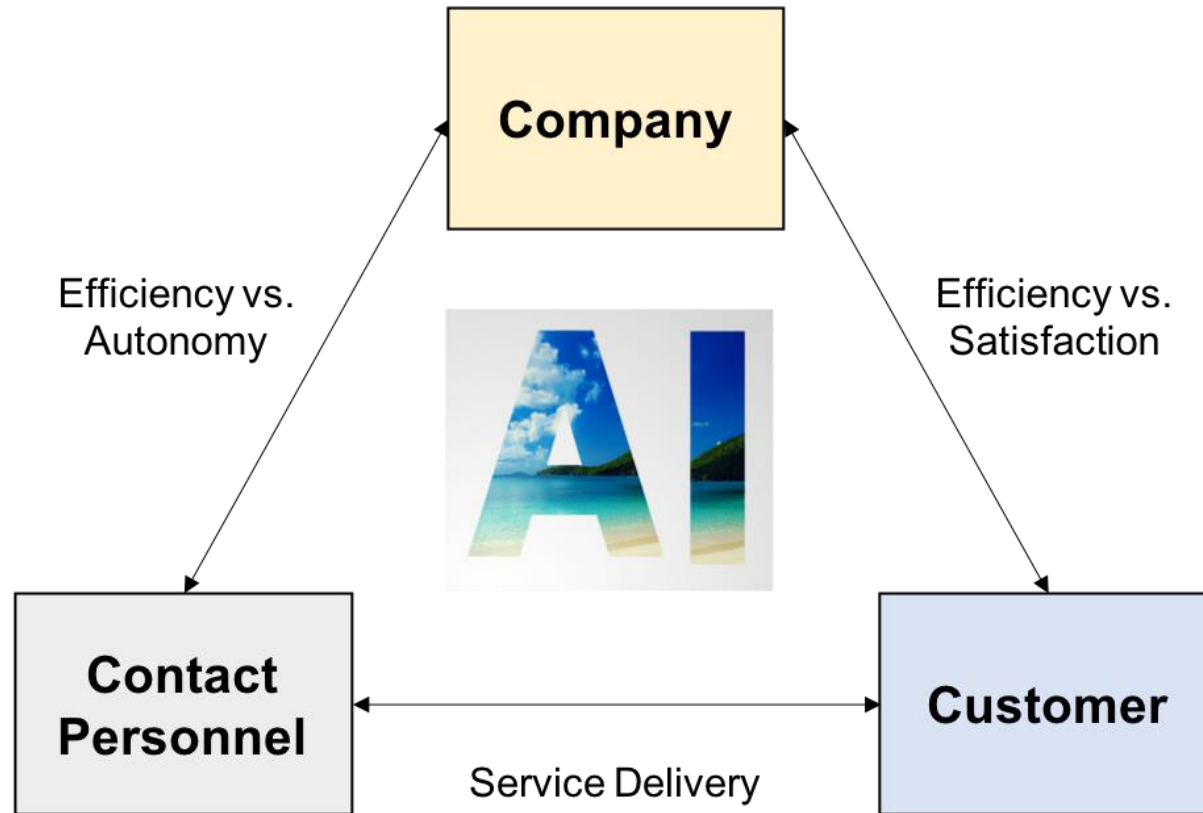 Company
Efficiency vs.
Autonomy
Efficiency vs.
Satisfaction
AI
Contact
Personnel
Customer
Service Delivery